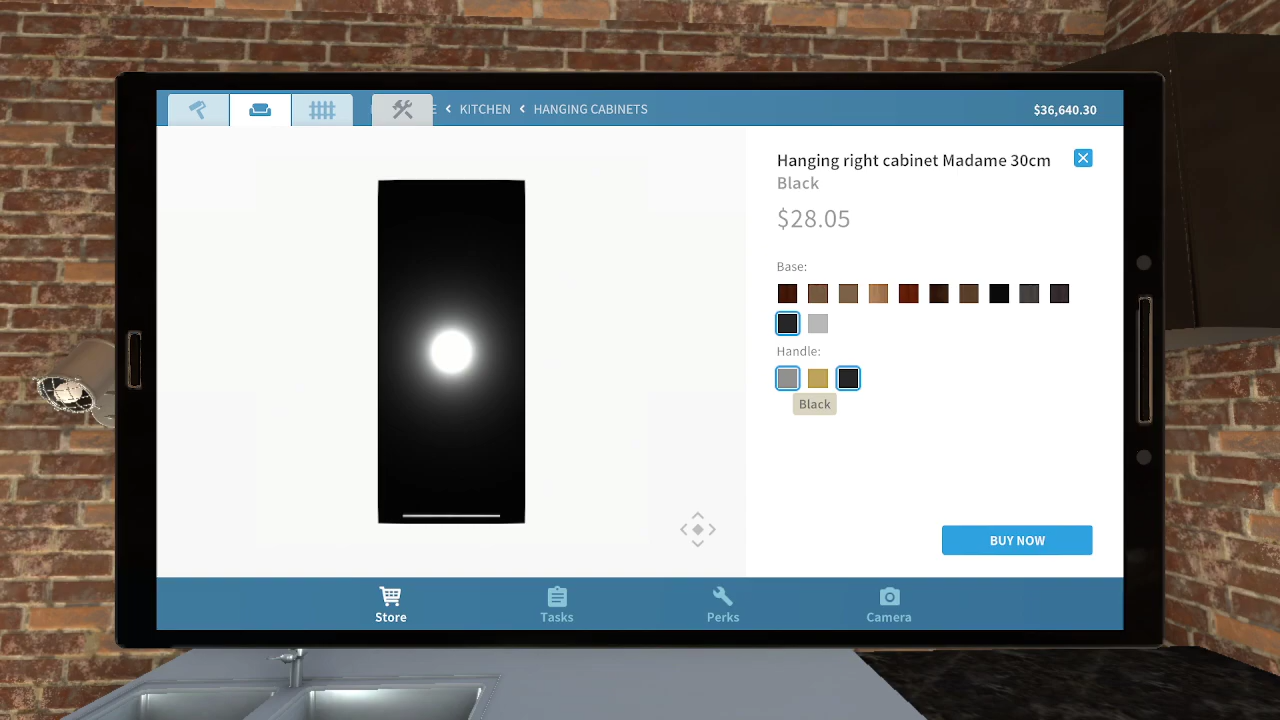 E < KITCHEN < HANGING CABINETS
$36,640.30
Hanging right cabinet Madame 30cm
Black
$28.05
Base:
Handle:
Black
BUY NOW
Store
Tasks
Perks
Camera